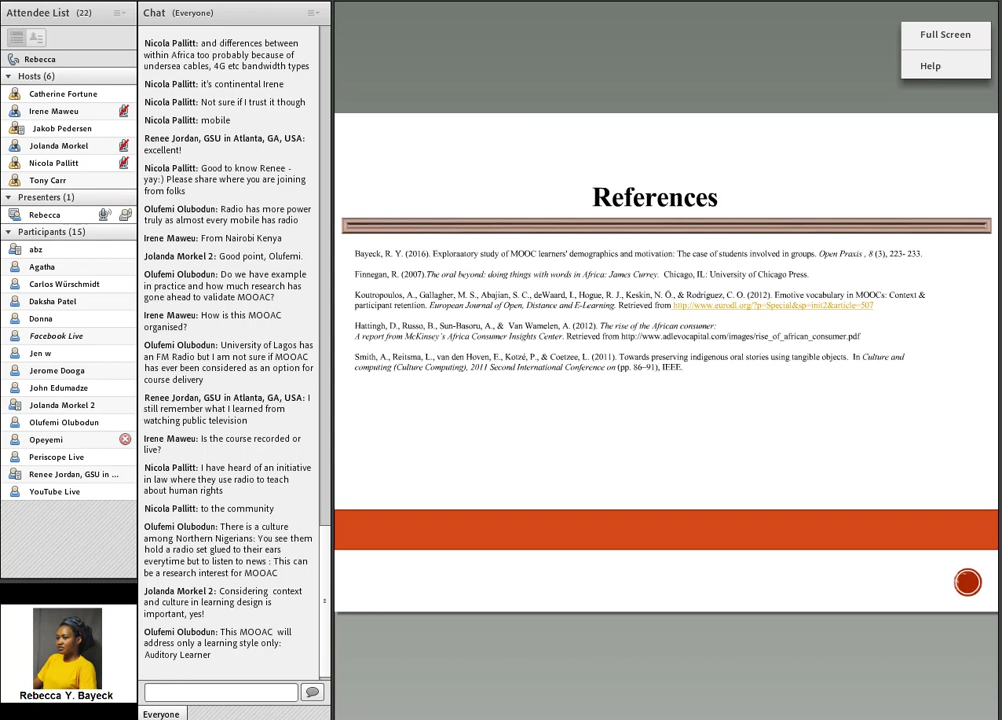 Attendee List (22)
Rebecca
Hosts (6)
Catherine Fortune
Irene Maweu
Jakob Pedersen
Jolanda Morkel
Nicola Pallitt
Tony Carr
Presenters (1)
Rebecca
Participants (15)
abz
Agatha
Carlos Würschmidt
Daksha Patel
Donna
Facebook Live
Jen w
Jerome Dooga
John Edumadze
Jolanda Morkel 2
Olufemi Olubodun
Opeyemi
Periscope Live
Renee Jordan, GSU in ...
YouTube Live
Rebecca Y. Bayeck
Chat (Everyone)
Nicola Pallitt: and differences between
within Africa too probably because of
undersea cables, 4G etc bandwidth types
Nicola Pallitt: it's continental Irene
Nicola Pallitt: Not sure if I trust it though
Nicola Pallitt: mobile
Renee Jordan, GSU in Atlanta, GA, USA:
excellent!
Nicola Pallitt: Good to know Renee -
yay:) Please share where you are joining
from folks
Olufemi Olubodun: Radio has more power
truly as almost every mobile has radio
Irene Maweu: From Nairobi Kenya
Jolanda Morkel 2: Good point, Olufemi.
Olufemi Olubodun: Do we have example
in practice and how much research has
gone ahead to validate MOOAC?
Irene Maweu: How is this MOOAC
organised?
Olufemi Olubodun: University of Lagos has
an FM Radio but I am not sure if MOOAC
has ever been considered as an option for
course delivery
Renee Jordan, GSU in Atlanta, GA, USA: I
still remember what I learned from
watching public television
Irene Maweu: Is the course recorded or
live?
Nicola Pallitt: I have heard of an initiative
in law where they use radio to teach
about human rights
Nicola Pallitt: to the community
Olufemi Olubodun: There is a culture
among Northern Nigerians: You see them
hold a radio set glued to their ears
everytime but to listen to news : This can
be a research interest for MOOAC
Jolanda Morkel 2: Considering context
and culture in learning design is
important, yes!
Olufemi Olubodun: This MOOAC will
address only a learning style only:
Auditory Learner
Everyone
Full Screen
Help
References
Bayeck, R. Y. (2016). Exploraatory study of MOOC learners' demographics and motivation: The case of students involved in groups. Open Praxis , 8 (3), 223- 233.
Finnegan, R. (2007).The oral beyond: doing things with words in Africa: James Currey. Chicago, IL: University of Chicago Press.
Koutropoulos, A., Gallagher, M. S., Abajian, S. C., deWaard, I., Hogue, R. J., Keskin, N. Ö., & Rodriguez, C. O. (2012). Emotive vocabulary in MOOCs: Context &
participant retention. European Journal of Open, Distance and E-Learning. Retrieved from http://www.eurodl.org/?p=Special&sp=init2&article=507
Hattingh, D., Russo, B., Sun-Basoru, A., & Van Wamelen, A. (2012). The rise of the African consumer:
A report from McKinsey's Africa Consumer Insights Center. Retrieved from http://www.adlevocapital.com/images/rise_of_african_consumer.pdf
Smith, A., Reitsma, L., van den Hoven, E., Kotzé, P., & Coetzee, L. (2011). Towards preserving indigenous oral stories using tangible objects. In Culture and
computing (Culture Computing), 2011 Second International Conference on (pp. 86–91), IEEE.